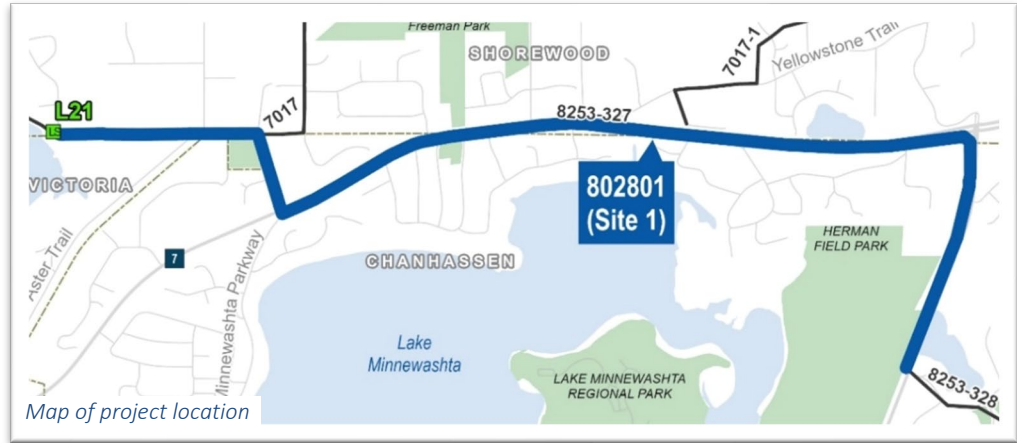 Freeman Park
SHOREWOOD
7017-1
Yellowstone Trail
L21
LS
7017
8253-327
VICTORIA
802801
(Site 1)
HERMAN
FIELD PARK
Aster Trail
7
CHANHASSEN
Minnewashta Parkway
Lake
Minnewashta
LAKE MINNEWASHTA
REGIONAL PARK
8253-328
Map of project location